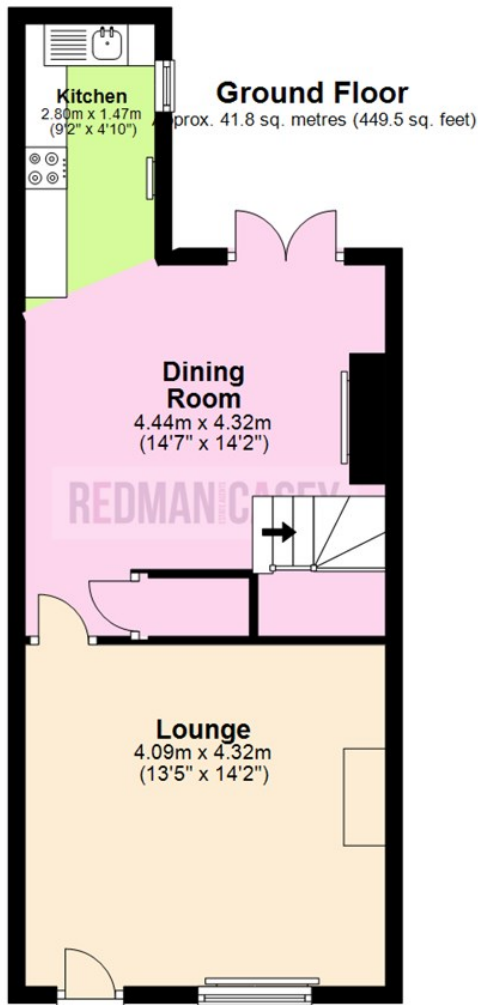 Ground Floor
Approx. 41.8 sq. metres (449.5 sq. feet)
Kitchen
2.80m x 1.47m
(9'2" x 4'10")
Dining
Room
4.44m x 4.32m
(14'7" x 14'2")
REDMAN CASEY
Lounge
4.09m x 4.32m
(13'5" x 14'2")